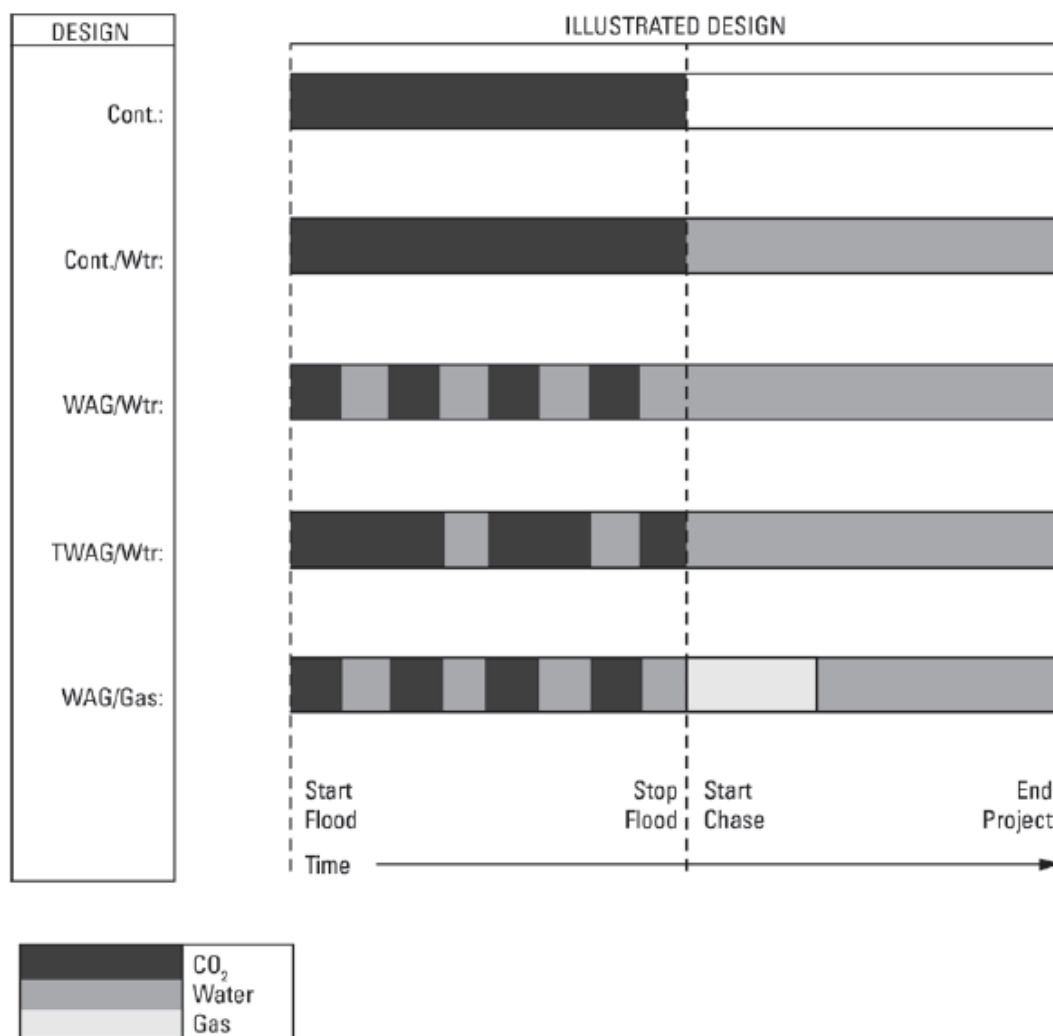 DESIGN
ILLUSTRATED DESIGN
Cont.:
Cont./Wtr:
WAG/Wtr:
TWAG/Wtr:
WAG/Gas:
Start
Flood
Stop
Flood
Start
Chase
End
Project
Time
CO₂
Water
Gas